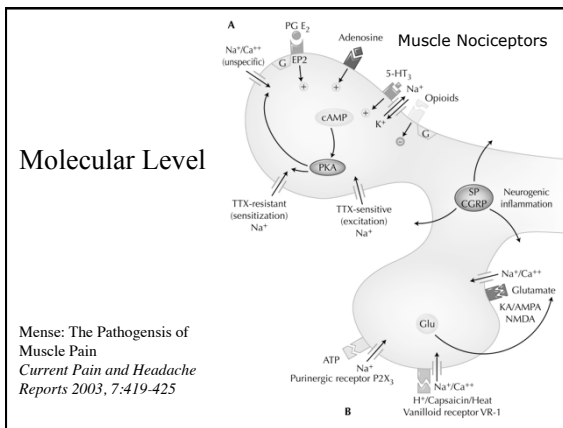 Molecular Level
Mense: The Pathogensis of
Muscle Pain
Current Pain and Headache
Reports 2003, 7:419-425
Muscle Nociceptors
A
PG E₂
Na⁺/Ca⁺⁺
(unspecific)
G
EP2
Adenosine
5-HT₃
Na⁺
Opioids
K⁺
G
+
+
+
−
cAMP
PKA
TTX-resistant
(sensitization)
Na⁺
TTX-sensitive
(excitation)
Na⁺
SP
CGRP
Neurogenic
inflammation
Na⁺/Ca⁺⁺
Glutamate
KA/AMPA
NMDA
Glu
ATP
Na⁺
Purinergic receptor P2X₃
Na⁺/Ca⁺⁺
H⁺/Capsaicin/Heat
Vanilloid receptor VR-1
B